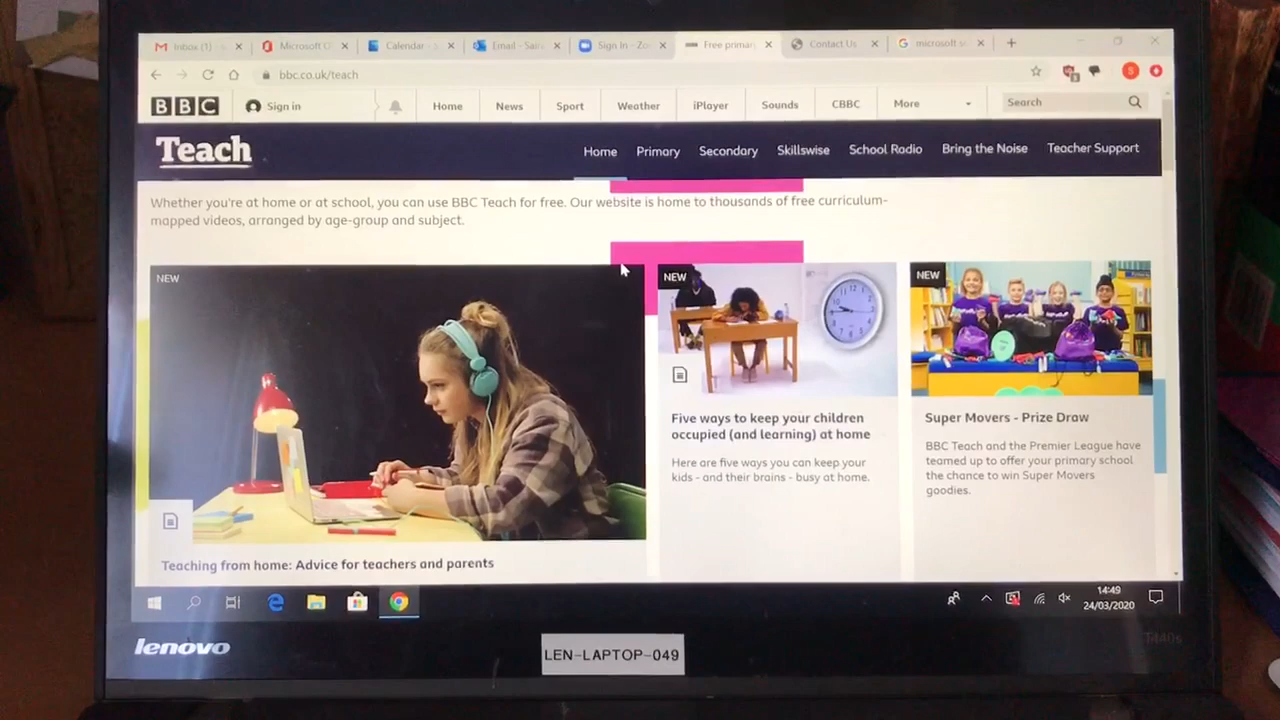 Inbox (1)
Microsoft O
Calendar - S
Email - Sair
Sign In - Zo
Free primar
Contact Us
microsoft s
bbc.co.uk/teach
S
BBC
Sign in
Home
News
Sport
Weather
iPlayer
Sounds
CBBC
More
Search
Teach
Home
Primary
Secondary
Skillswise
School Radio
Bring the Noise
Teacher Support
Whether you're at home or at school, you can use BBC Teach for free. Our website is home to thousands of free curriculum-
mapped videos, arranged by age-group and subject.
NEW
Teaching from home: Advice for teachers and parents
NEW
Five ways to keep your children
occupied (and learning) at home
Here are five ways you can keep your
kids - and their brains - busy at home.
NEW
Super Movers - Prize Draw
BBC Teach and the Premier League have
teamed up to offer your primary school
the chance to win Super Movers
goodies.
14:49
24/03/2020
lenovo
LEN-LAPTOP-049
T440s